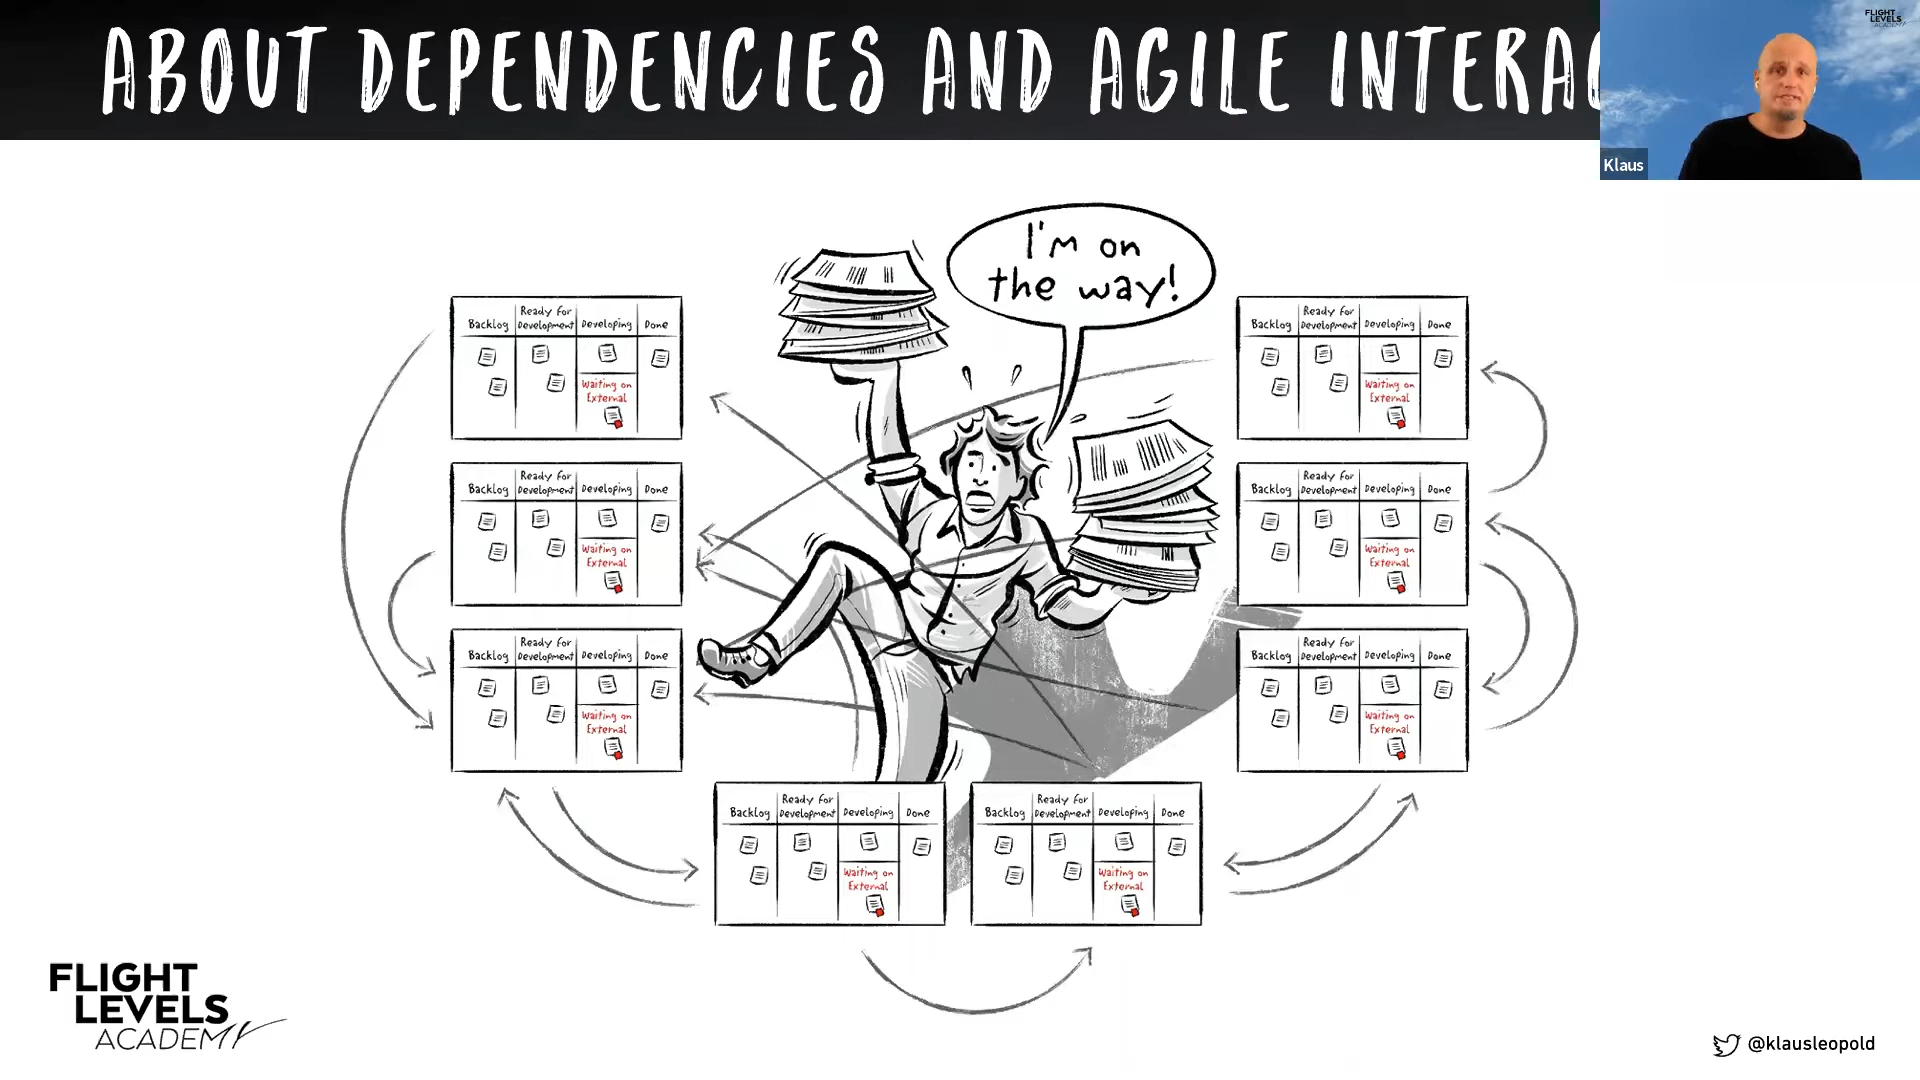 ABOUT DEPENDENCIES AND AGILE INTERAC
FLIGHT
LEVELS
ACADEMY
Klaus
I'm on
the way!
Backlog
Ready for
Development
Developing
Done
Waiting on
External
Backlog
Ready for
Development
Developing
Done
Waiting on
External
Backlog
Ready for
Development
Developing
Done
Waiting on
External
Backlog
Ready for
Development
Developing
Done
Waiting on
External
Backlog
Ready for
Development
Developing
Done
Waiting on
External
Backlog
Ready for
Development
Developing
Done
Waiting on
External
Backlog
Ready for
Development
Developing
Done
Waiting on
External
Backlog
Ready for
Development
Developing
Done
Waiting on
External
FLIGHT
LEVELS
ACADEMY
@klausleopold